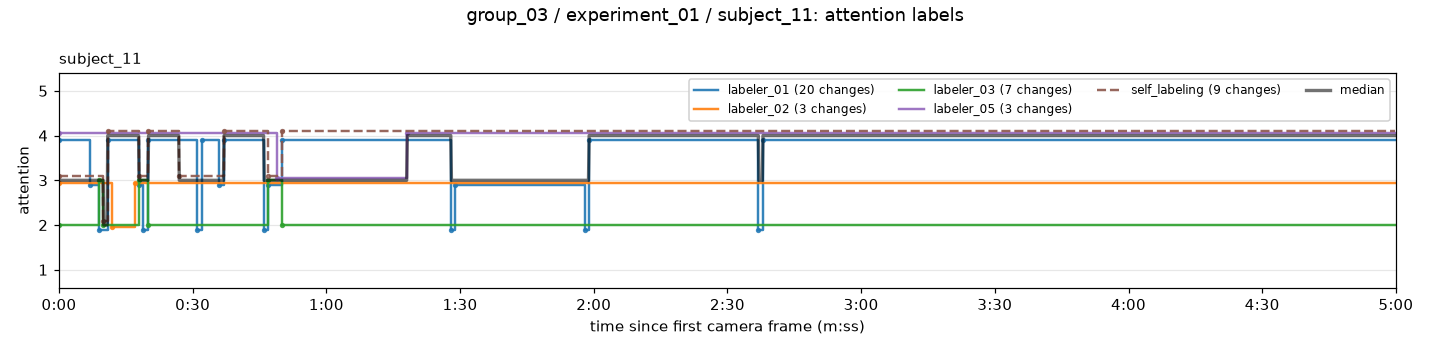 group_03 / experiment_01 / subject_11: attention labels
subject_11
labeler_01 (20 changes)
labeler_02 (3 changes)
labeler_03 (7 changes)
labeler_05 (3 changes)
self_labeling (9 changes)
median
attention
5
4
3
2
1
0:00 0:30 1:00 1:30 2:00 2:30 3:00 3:30 4:00 4:30 5:00
time since first camera frame (m:ss)